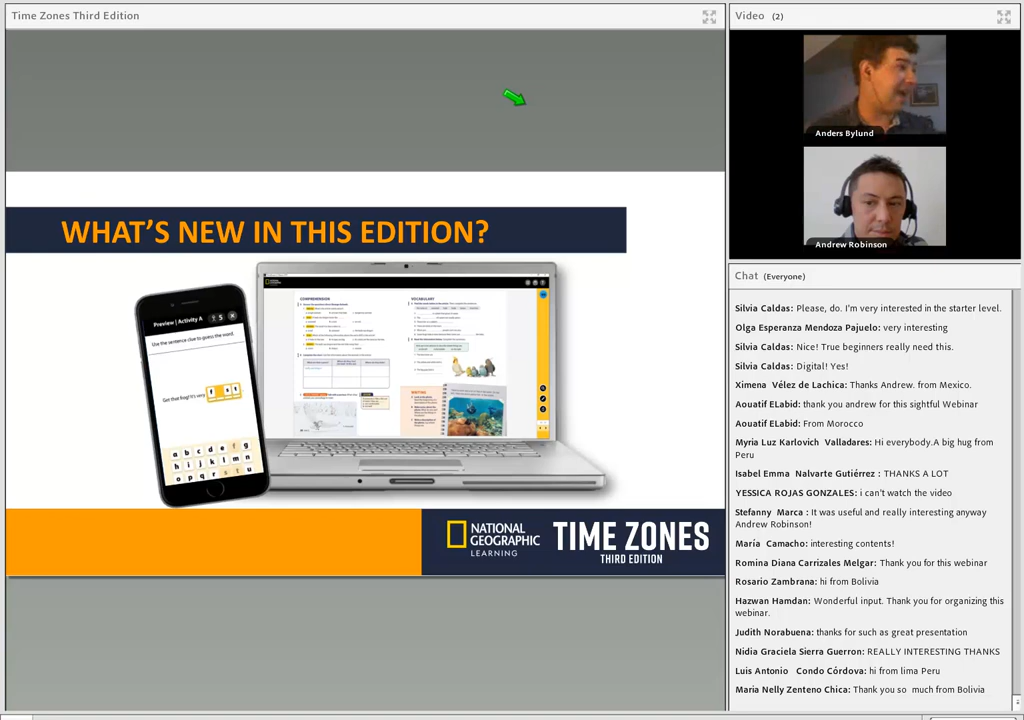 Time Zones Third Edition
WHAT'S NEW IN THIS EDITION?
Preview | Activity A
5
Use the sentence clue to guess the word.
Get that bug! It's very
a b c d e f g
h i j k l m n
o p q r s t u
COMPREHENSION
VOCABULARY
WRITING
NATIONAL
GEOGRAPHIC
LEARNING
TIME ZONES
THIRD EDITION
Video (2)
Anders Bylund
Andrew Robinson
Chat (Everyone)
Silvia Caldas: Please, do. I'm very interested in the starter level.
Olga Esperanza Mendoza Pajuelo: very interesting
Silvia Caldas: Nice! True beginners really need this.
Silvia Caldas: Digital! Yes!
Ximena Vélez de Lachica: Thanks Andrew. from Mexico.
Aouatif ELabid: thank you andrew for this sightful Webinar
Aouatif ELabid: From Morocco
Myria Luz Karlovich Valladares: Hi everybody.A big hug from
Peru
Isabel Emma Nalvarte Gutiérrez : THANKS A LOT
YESSICA ROJAS GONZALES: i can't watch the video
Stefanny Marca : It was useful and really interesting anyway
Andrew Robinson!
María Camacho: interesting contents!
Romina Diana Carrizales Melgar: Thank you for this webinar
Rosario Zambrana: hi from Bolivia
Hazwan Hamdan: Wonderful input. Thank you for organizing this
webinar.
Judith Norabuena: thanks for such as great presentation
Nidia Graciela Sierra Guerron: REALLY INTERESTING THANKS
Luis Antonio Condo Córdova: hi from lima Peru
Maria Nelly Zenteno Chica: Thank you so much from Bolivia